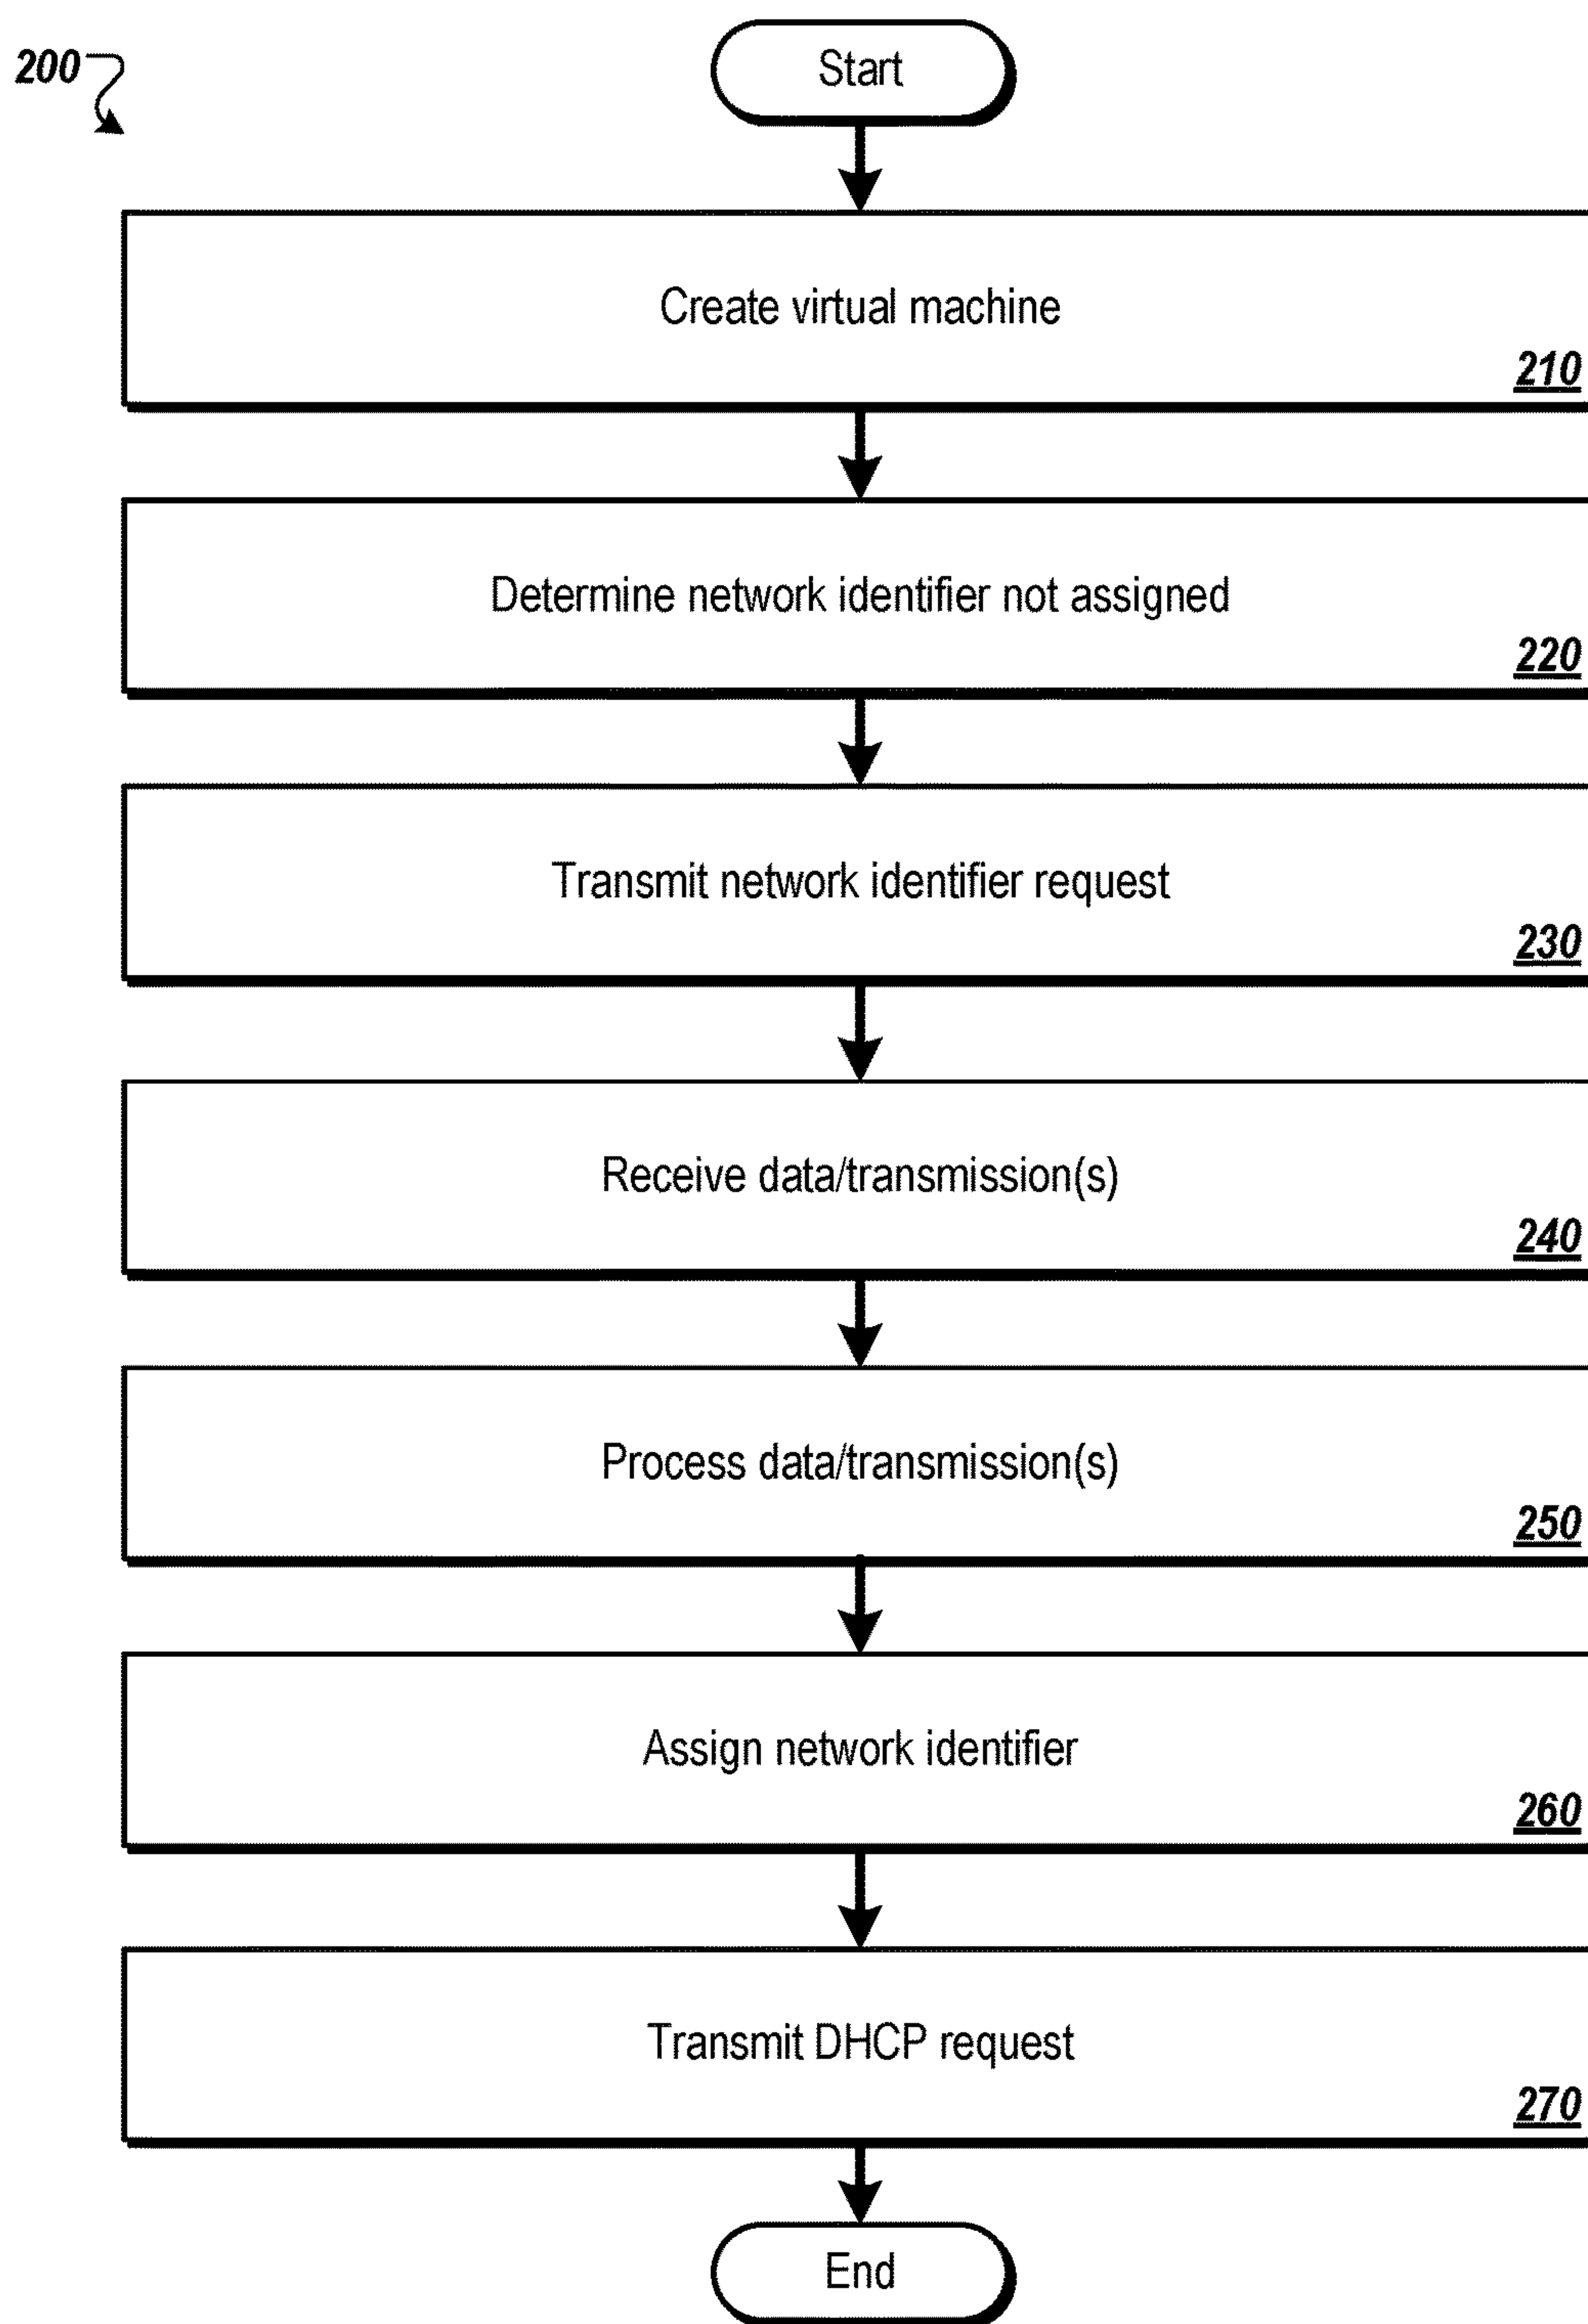 200
Start
Create virtual machine
210
Determine network identifier not assigned
220
Transmit network identifier request
230
Receive data/transmission(s)
240
Process data/transmission(s)
250
Assign network identifier
260
Transmit DHCP request
270
End